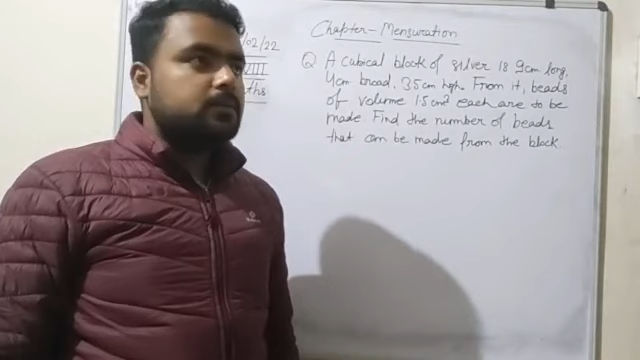 /02/22
VIII
ths
Chapter-Mensuration
Q A cubical block of silver is 9cm long,
4cm broad, 3.5cm high From it, beads
of volume 1.5 cm³ each are to be
made. Find the number of beads
that can be made from the block.